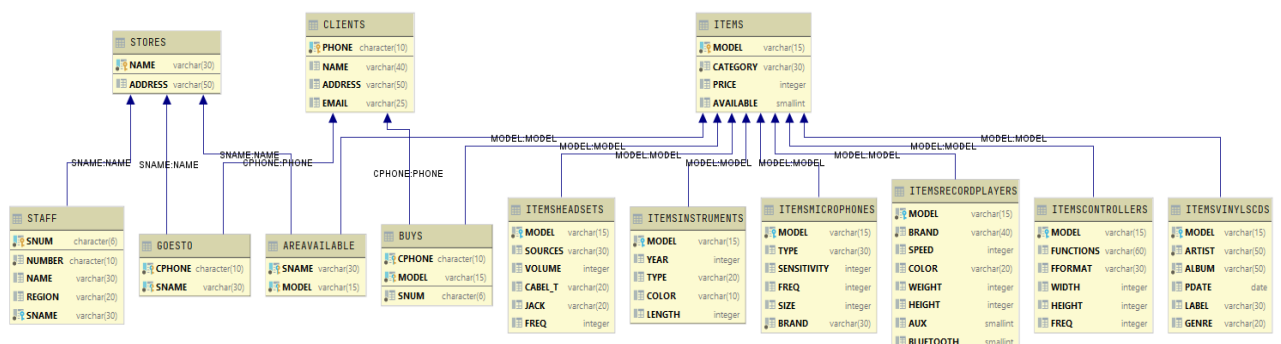 CLIENTS
PHONE character(10)
NAME varchar(40)
ADDRESS varchar(50)
EMAIL varchar(25)
ITEMS
MODEL varchar(15)
CATEGORY varchar(30)
PRICE integer
AVAILABLE smallint
STORES
NAME varchar(30)
ADDRESS varchar(50)
SNAME:NAME
SNAME:NAME
SNAME:NAME
CPHONE:PHONE
CPHONE:PHONE
MODEL:MODEL
MODEL:MODEL
MODEL:MODEL
MODEL:MODEL
MODEL:MODEL
MODEL:MODEL
MODEL:MODEL
MODEL:MODEL
STAFF
SNUM character(6)
NUMBER character(10)
NAME varchar(30)
REGION varchar(20)
SNAME varchar(30)
GOESTO
CPHONE character(10)
SNAME varchar(30)
AREAVAILABLE
SNAME varchar(30)
MODEL varchar(15)
BUYS
CPHONE character(10)
MODEL varchar(15)
SNUM character(6)
ITEMSHEADSETS
MODEL varchar(15)
SOURCES varchar(30)
VOLUME integer
CABEL_T varchar(20)
JACK varchar(20)
FREQ integer
ITEMSINSTRUMENTS
MODEL varchar(15)
YEAR integer
TYPE varchar(20)
COLOR varchar(10)
LENGTH integer
ITEMSMICROPHONES
MODEL varchar(15)
TYPE varchar(30)
SENSITIVITY integer
FREQ integer
SIZE integer
BRAND varchar(30)
ITEMSRECORDPLAYERS
MODEL varchar(15)
BRAND varchar(40)
SPEED integer
COLOR varchar(20)
WEIGHT integer
HEIGHT integer
AUX smallint
BLUETOOTH smallint
ITEMSCONTROLLERS
MODEL varchar(15)
FUNCTIONS varchar(60)
FFORMAT varchar(30)
WIDTH integer
HEIGHT integer
FREQ integer
ITEMSVINYLSCDS
MODEL varchar(15)
ARTIST varchar(50)
ALBUM varchar(50)
PDATE date
LABEL varchar(30)
GENRE varchar(20)